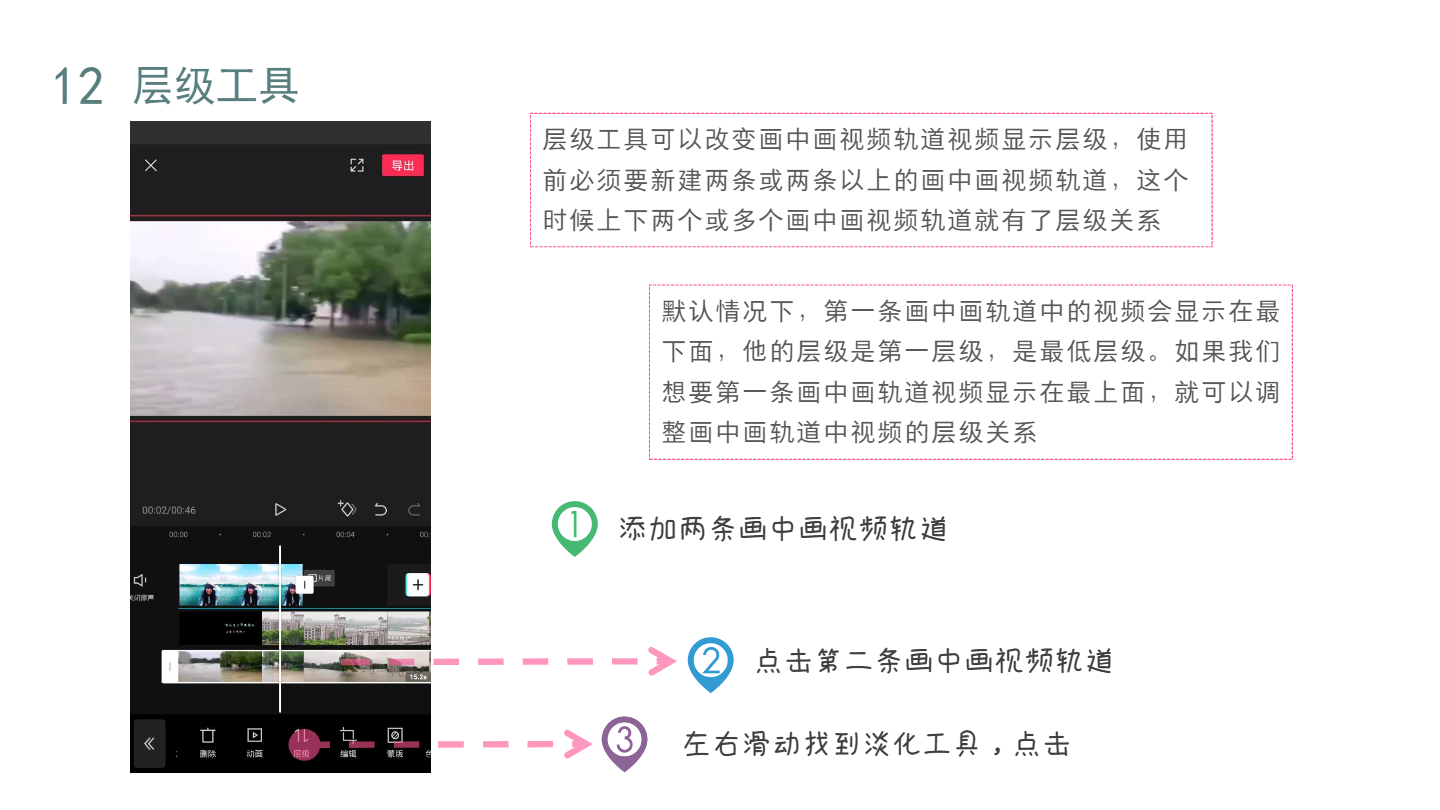 12 层级工具
导出
层级工具可以改变画中画视频轨道视频显示层级，使用
前必须要新建两条或两条以上的画中画视频轨道，这个
时候上下两个或多个画中画视频轨道就有了层级关系
默认情况下，第一条画中画轨道中的视频会显示在最
下面，他的层级是第一层级，是最低层级。如果我们
想要第一条画中画轨道视频显示在最上面，就可以调
整画中画轨道中视频的层级关系
00:02/00:46
00:00 00:02 00:04 00:
1 添加两条画中画视频轨道
片尾
关闭原声
2 点击第二条画中画视频轨道
15.2s
3 左右滑动找到淡化工具，点击
删除 动画 层级 编辑 蒙版 色